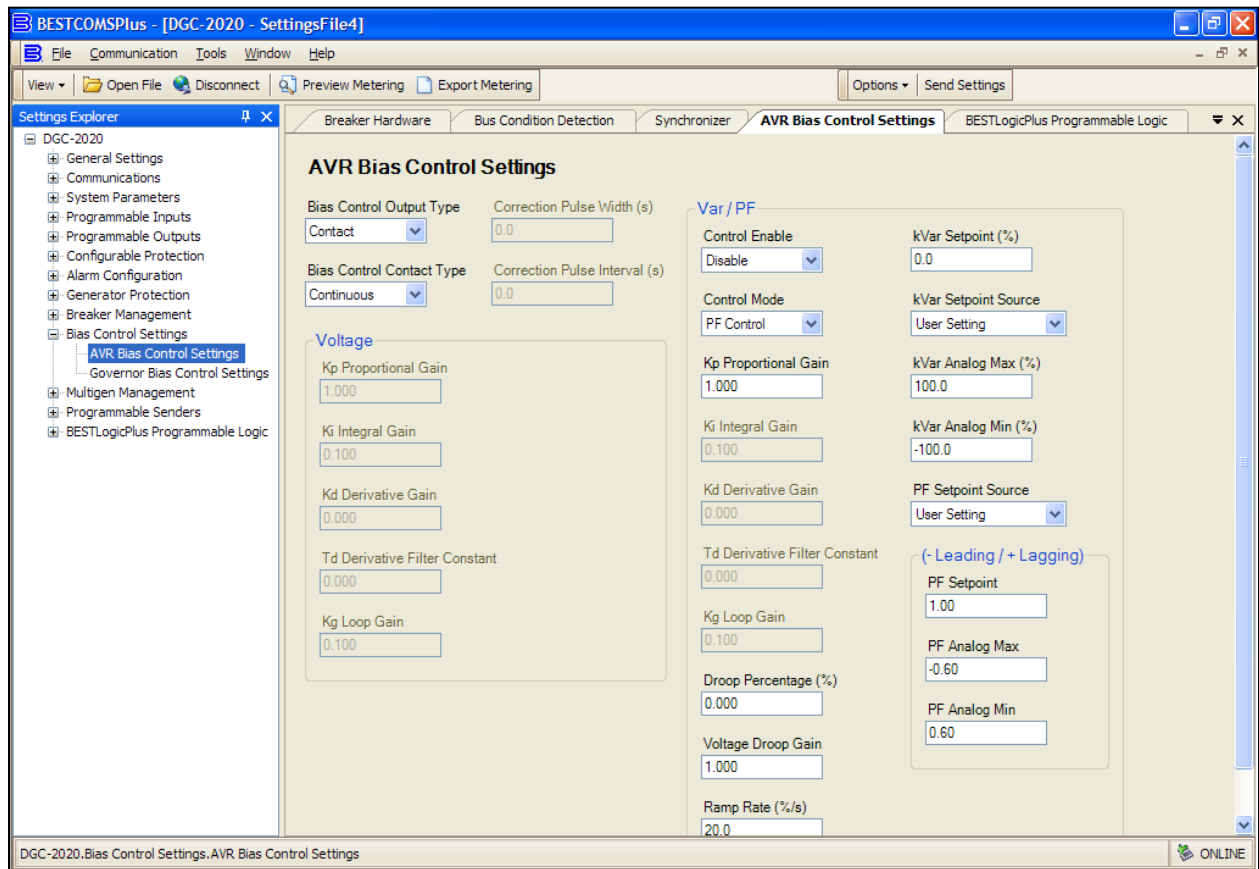 BESTCOMSPlus - [DGC-2020 - SettingsFile4]
File Communication Tools Window Help
View Open File Disconnect Preview Metering Export Metering Options Send Settings
Settings Explorer
DGC-2020
General Settings
Communications
System Parameters
Programmable Inputs
Programmable Outputs
Configurable Protection
Alarm Configuration
Generator Protection
Breaker Management
Bias Control Settings
AVR Bias Control Settings
Governor Bias Control Settings
Multigen Management
Programmable Senders
BESTLogicPlus Programmable Logic
Breaker Hardware Bus Condition Detection Synchronizer AVR Bias Control Settings BESTLogicPlus Programmable Logic
AVR Bias Control Settings
Bias Control Output Type
Contact
Correction Pulse Width (s)
0.0
Bias Control Contact Type
Continuous
Correction Pulse Interval (s)
0.0
Voltage
Kp Proportional Gain
1.000
Ki Integral Gain
0.100
Kd Derivative Gain
0.000
Td Derivative Filter Constant
0.000
Kg Loop Gain
0.100
Var / PF
Control Enable
Disable
Control Mode
PF Control
Kp Proportional Gain
1.000
Ki Integral Gain
0.100
Kd Derivative Gain
0.000
Td Derivative Filter Constant
0.000
Kg Loop Gain
0.100
Droop Percentage (%)
0.000
Voltage Droop Gain
1.000
Ramp Rate (%/s)
20.0
kVar Setpoint (%)
0.0
kVar Setpoint Source
User Setting
kVar Analog Max (%)
100.0
kVar Analog Min (%)
-100.0
PF Setpoint Source
User Setting
(- Leading / + Lagging)
PF Setpoint
1.00
PF Analog Max
-0.60
PF Analog Min
0.60
DGC-2020.Bias Control Settings.AVR Bias Control Settings
ONLINE